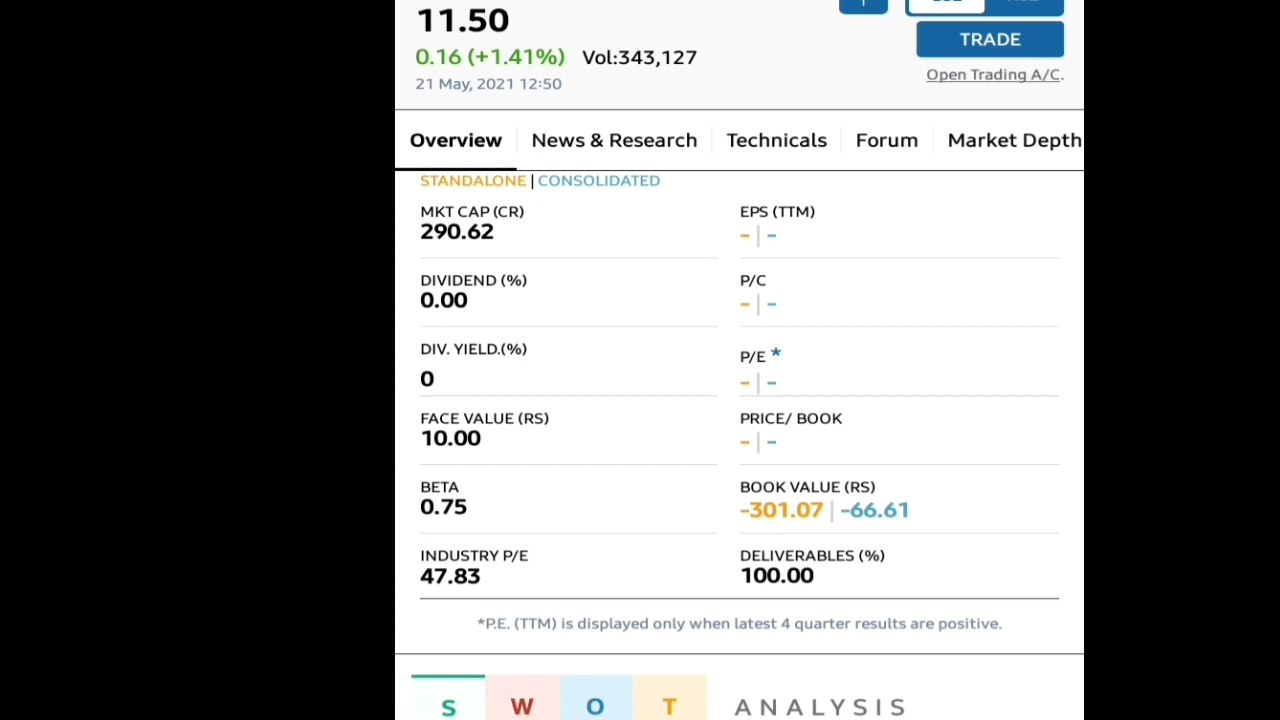 11.50
0.16 (+1.41%) Vol:343,127
21 May, 2021 12:50
TRADE
Open Trading A/C.
Overview News & Research Technicals Forum Market Depth
STANDALONE | CONSOLIDATED
MKT CAP (CR)
290.62
EPS (TTM)
- | -
DIVIDEND (%)
0.00
P/C
- | -
DIV. YIELD.(%)
0
P/E *
- | -
FACE VALUE (RS)
10.00
PRICE/ BOOK
- | -
BETA
0.75
BOOK VALUE (RS)
-301.07 | -66.61
INDUSTRY P/E
47.83
DELIVERABLES (%)
100.00
*P.E. (TTM) is displayed only when latest 4 quarter results are positive.
S W O T ANALYSIS